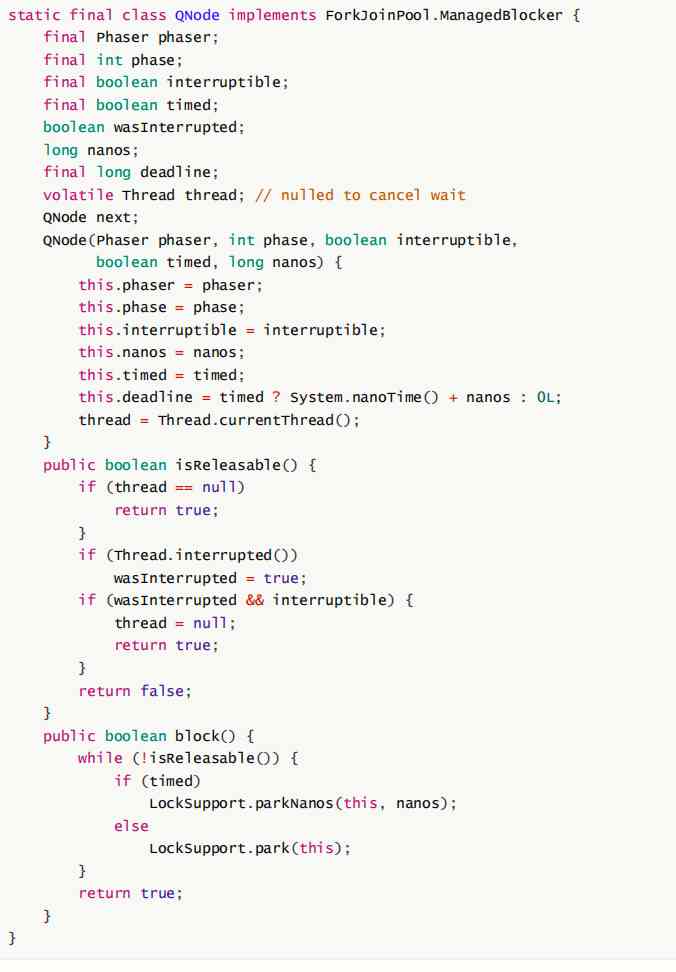 static final class QNode implements ForkJoinPool.ManagedBlocker {
    final Phaser phaser;
    final int phase;
    final boolean interruptible;
    final boolean timed;
    boolean wasInterrupted;
    long nanos;
    final long deadline;
    volatile Thread thread; // nulled to cancel wait
    QNode next;
    QNode(Phaser phaser, int phase, boolean interruptible,
          boolean timed, long nanos) {
        this.phaser = phaser;
        this.phase = phase;
        this.interruptible = interruptible;
        this.nanos = nanos;
        this.timed = timed;
        this.deadline = timed ? System.nanoTime() + nanos : 0L;
        thread = Thread.currentThread();
    }
    public boolean isReleasable() {
        if (thread == null)
            return true;
        }
        if (Thread.interrupted())
            wasInterrupted = true;
        if (wasInterrupted && interruptible) {
            thread = null;
            return true;
        }
        return false;
    }
    public boolean block() {
        while (!isReleasable()) {
            if (timed)
                LockSupport.parkNanos(this, nanos);
            else
                LockSupport.park(this);
        }
        return true;
    }
}